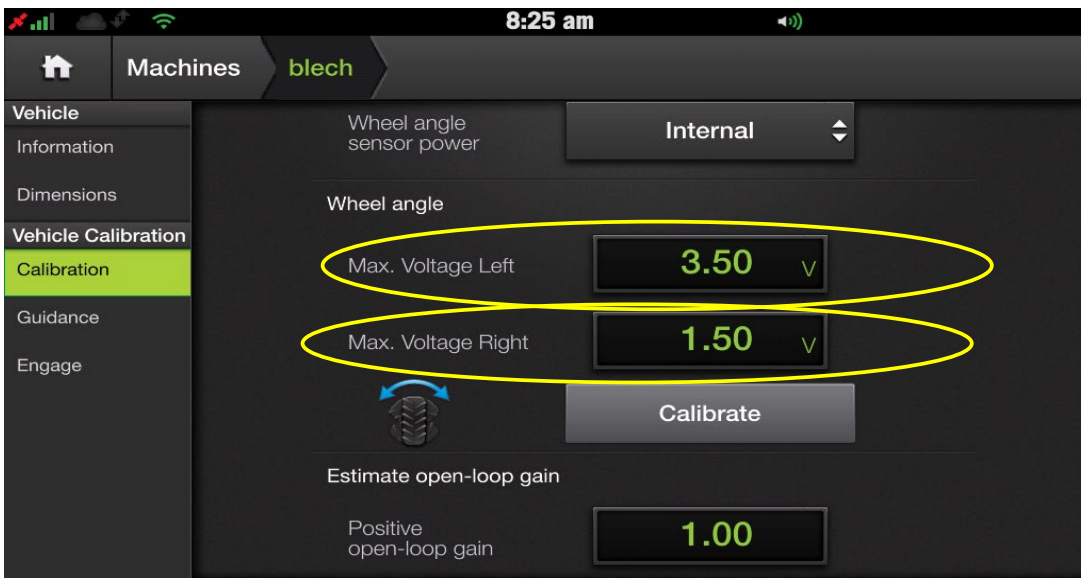 8:25 am
Machines
blech
Vehicle
Information
Dimensions
Vehicle Calibration
Calibration
Guidance
Engage
Wheel angle
sensor power
Internal
Wheel angle
Max. Voltage Left
3.50 V
Max. Voltage Right
1.50 V
Calibrate
Estimate open-loop gain
Positive
open-loop gain
1.00